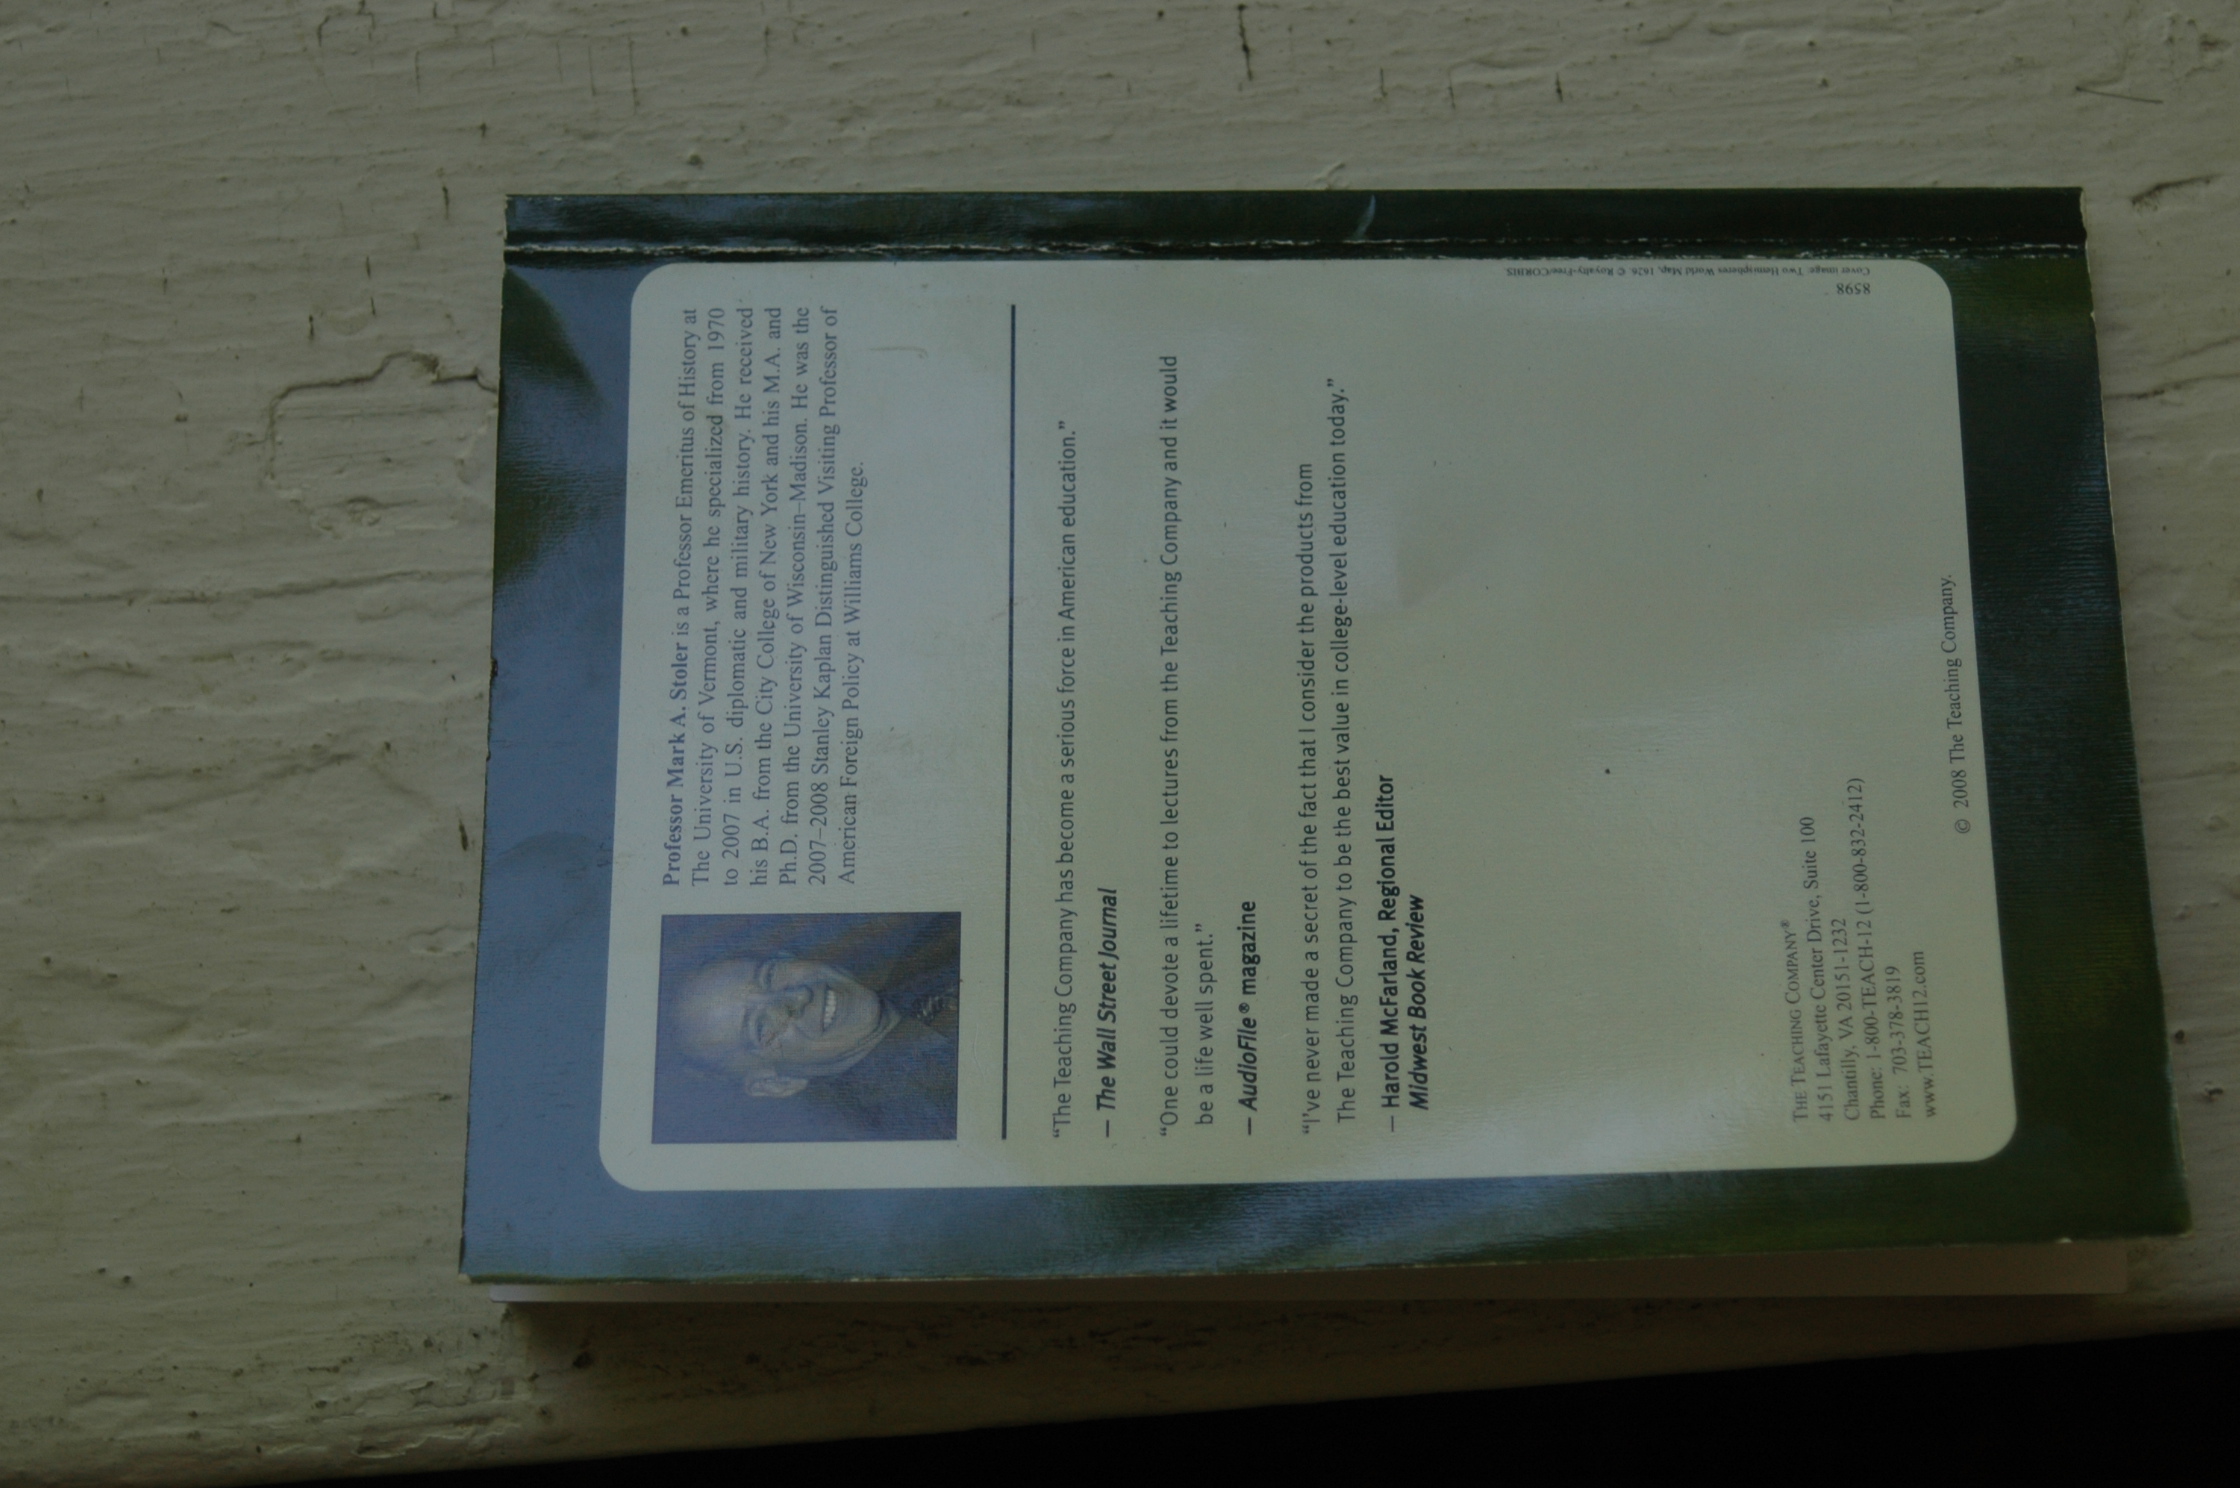 Professor Mark A. Stoler is a Professor Emeritus of History at
The University of Vermont, where he specialized from 1970
to 2007 in U.S. diplomatic and military history. He received
his B.A. from the City College of New York and his M.A. and
Ph.D. from the University of Wisconsin–Madison. He was the
2007–2008 Stanley Kaplan Distinguished Visiting Professor of
American Foreign Policy at Williams College.
“The Teaching Company has become a serious force in American education.”
— The Wall Street Journal
“One could devote a lifetime to lectures from the Teaching Company and it would
be a life well spent.”
— AudioFile® magazine
“I’ve never made a secret of the fact that I consider the products from
The Teaching Company to be the best value in college-level education today.”
— Harold McFarland, Regional Editor
Midwest Book Review
THE TEACHING COMPANY®
4151 Lafayette Center Drive, Suite 100
Chantilly, VA 20151-1232
Phone: 1-800-TEACH-12 (1-800-832-2412)
Fax: 703-378-3819
www.TEACH12.com
© 2008 The Teaching Company.
8598
Cover image: Two Hemispheres World Map, 1626. © Royalty-Free/CORBIS